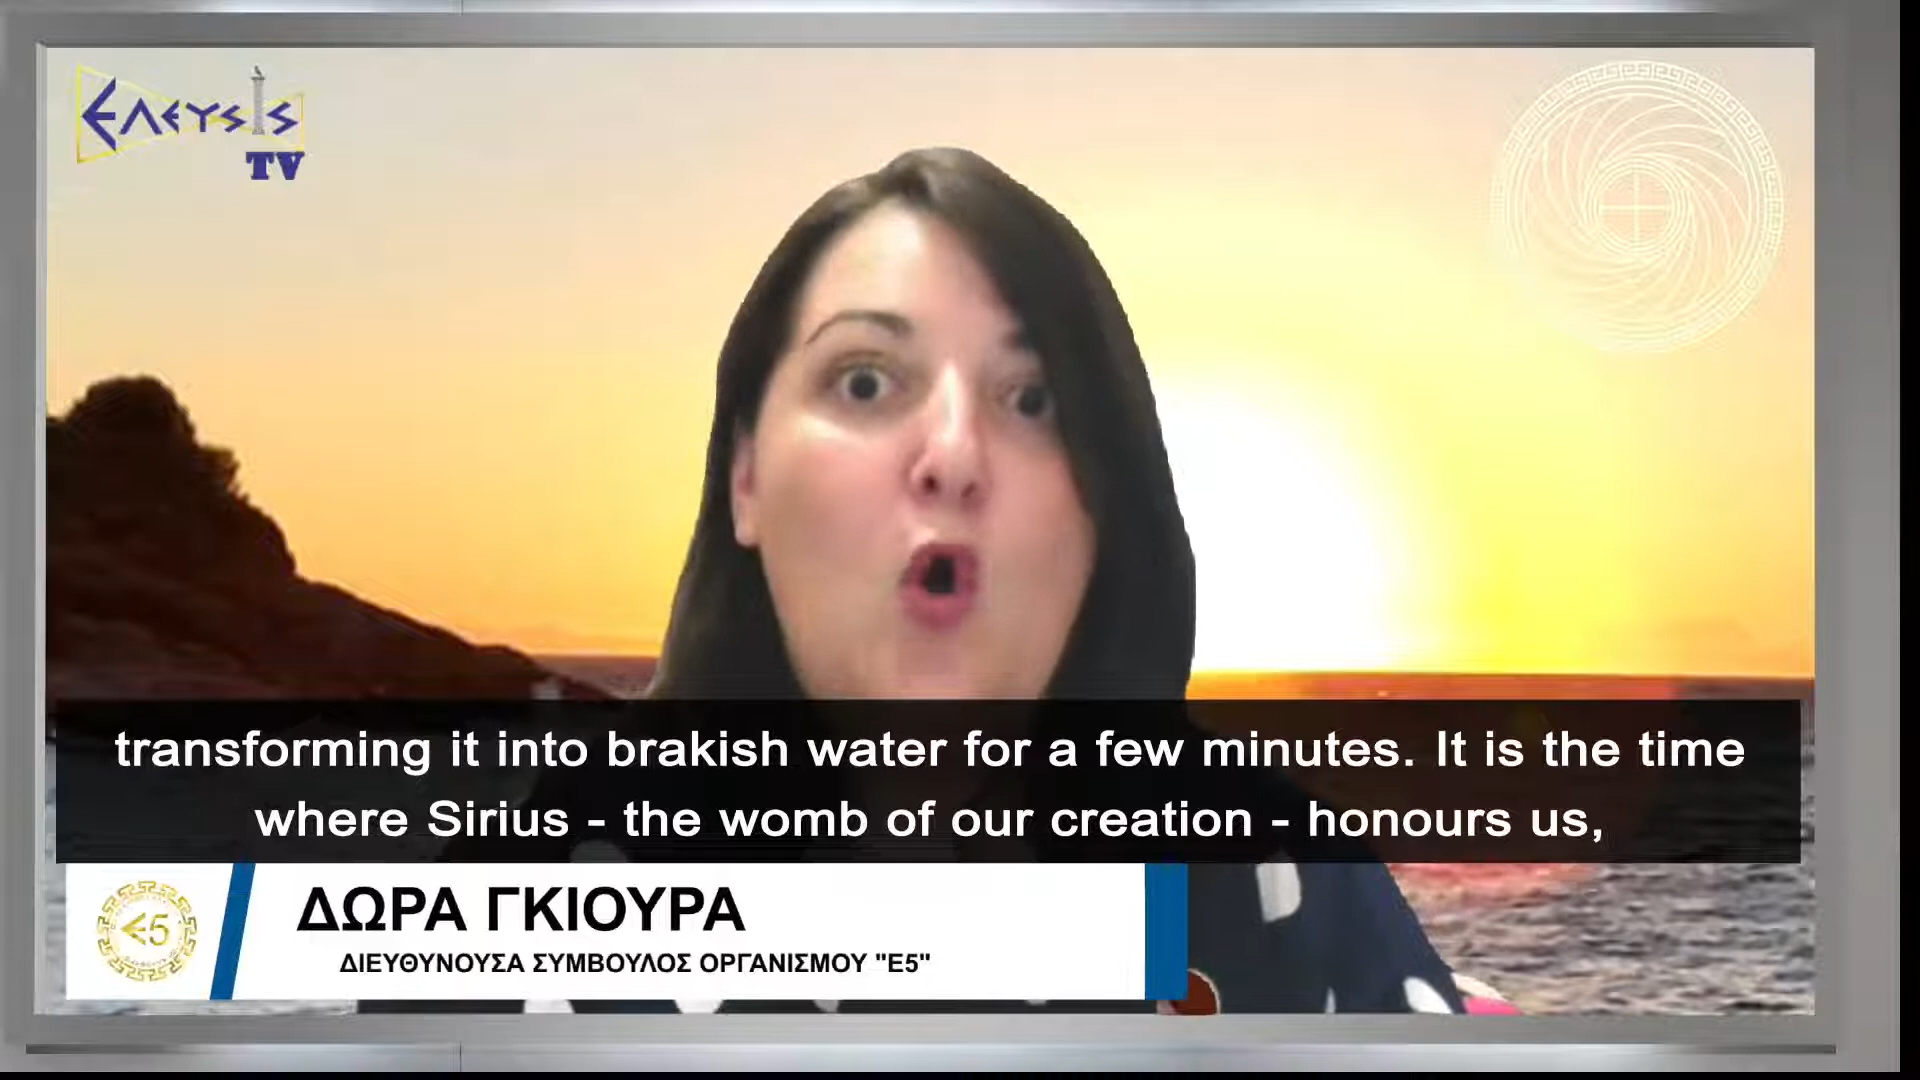 ΕΛΕΥSIS
TV
transforming it into brakish water for a few minutes. It is the time
where Sirius - the womb of our creation - honours us,
Ε5
ΔΩΡΑ ΓΚΙΟΥΡΑ
ΔΙΕΥΘΥΝΟΥΣΑ ΣΥΜΒΟΥΛΟΣ ΟΡΓΑΝΙΣΜΟΥ "Ε5"